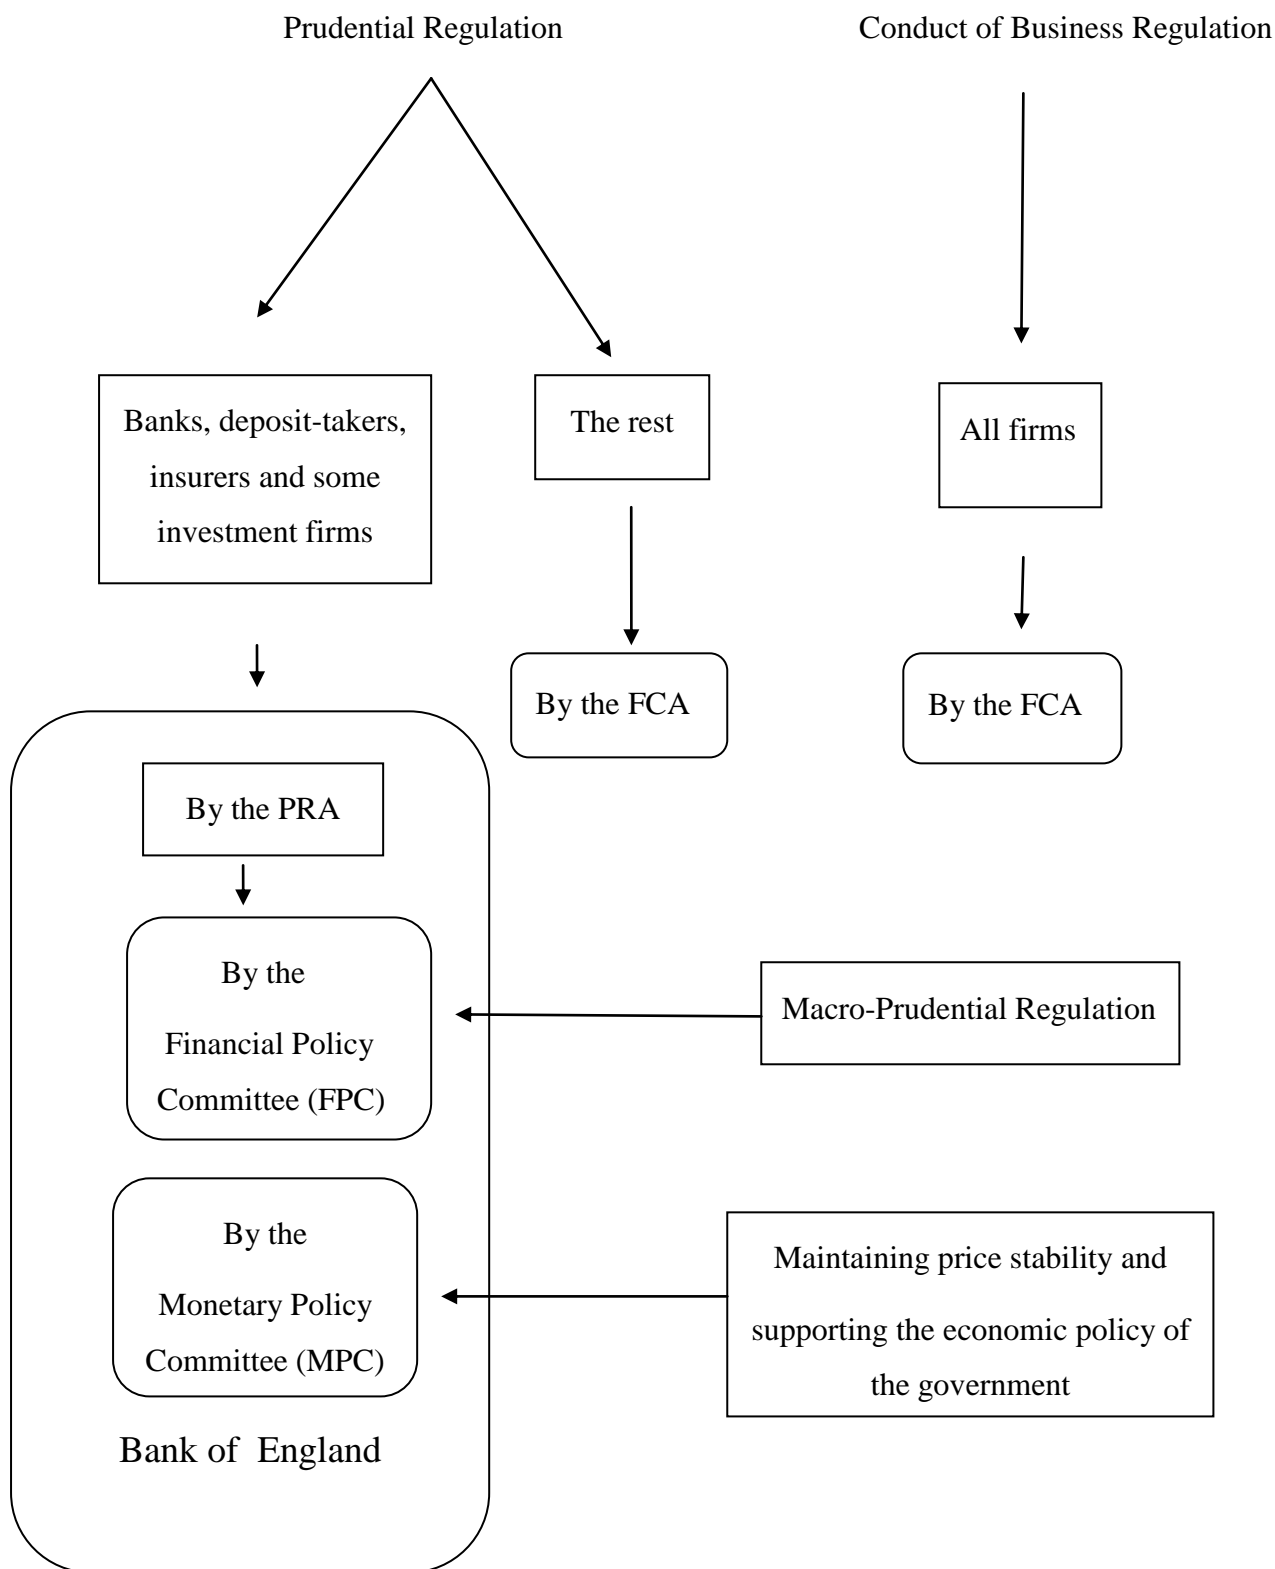 Prudential Regulation
Conduct of Business Regulation
Banks, deposit-takers,
insurers and some
investment firms
The rest
All firms
By the FCA
By the FCA
By the PRA
By the
Financial Policy
Committee (FPC)
Macro-Prudential Regulation
By the
Monetary Policy
Committee (MPC)
Maintaining price stability and
supporting the economic policy of
the government
Bank of England